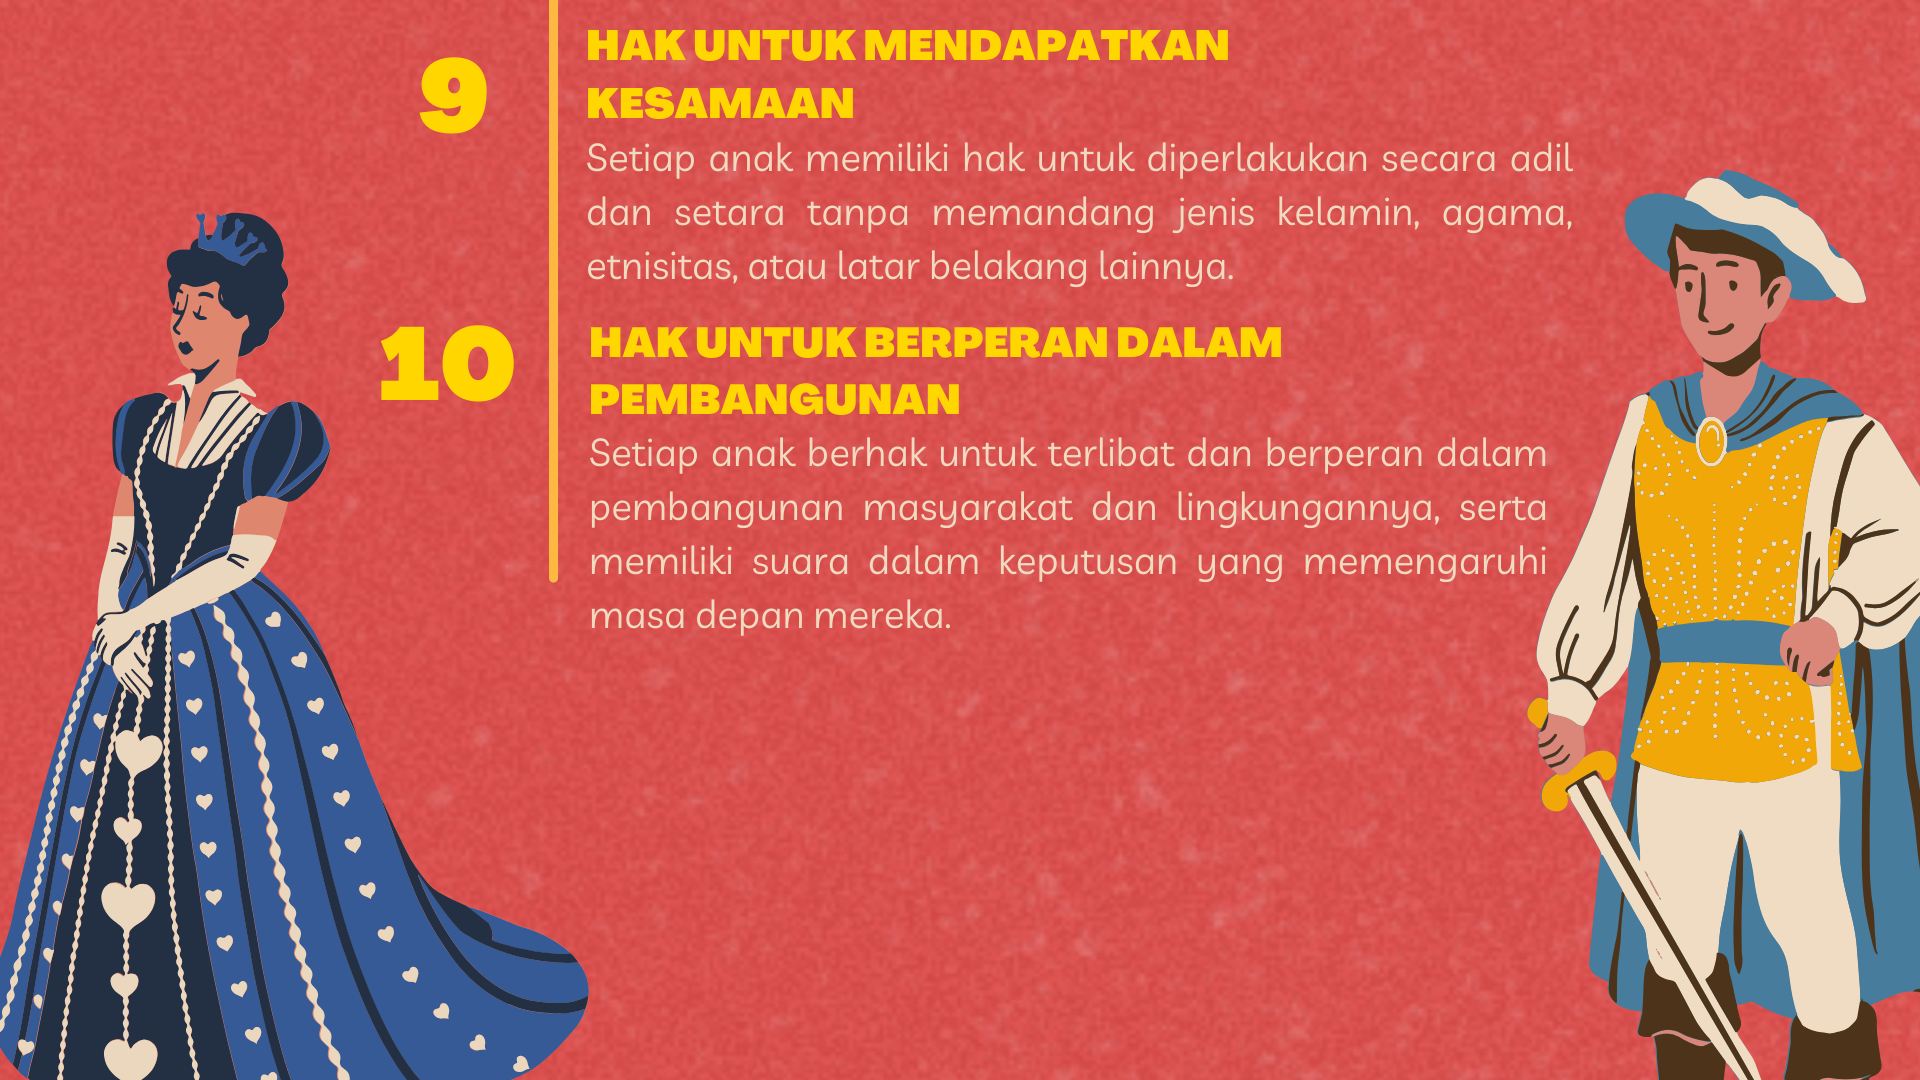 9
HAK UNTUK MENDAPATKAN
KESAMAAN
Setiap anak memiliki hak untuk diperlakukan secara adil
dan setara tanpa memandang jenis kelamin, agama,
etnisitas, atau latar belakang lainnya.
10
HAK UNTUK BERPERAN DALAM
PEMBANGUNAN
Setiap anak berhak untuk terlibat dan berperan dalam
pembangunan masyarakat dan lingkungannya, serta
memiliki suara dalam keputusan yang memengaruhi
masa depan mereka.